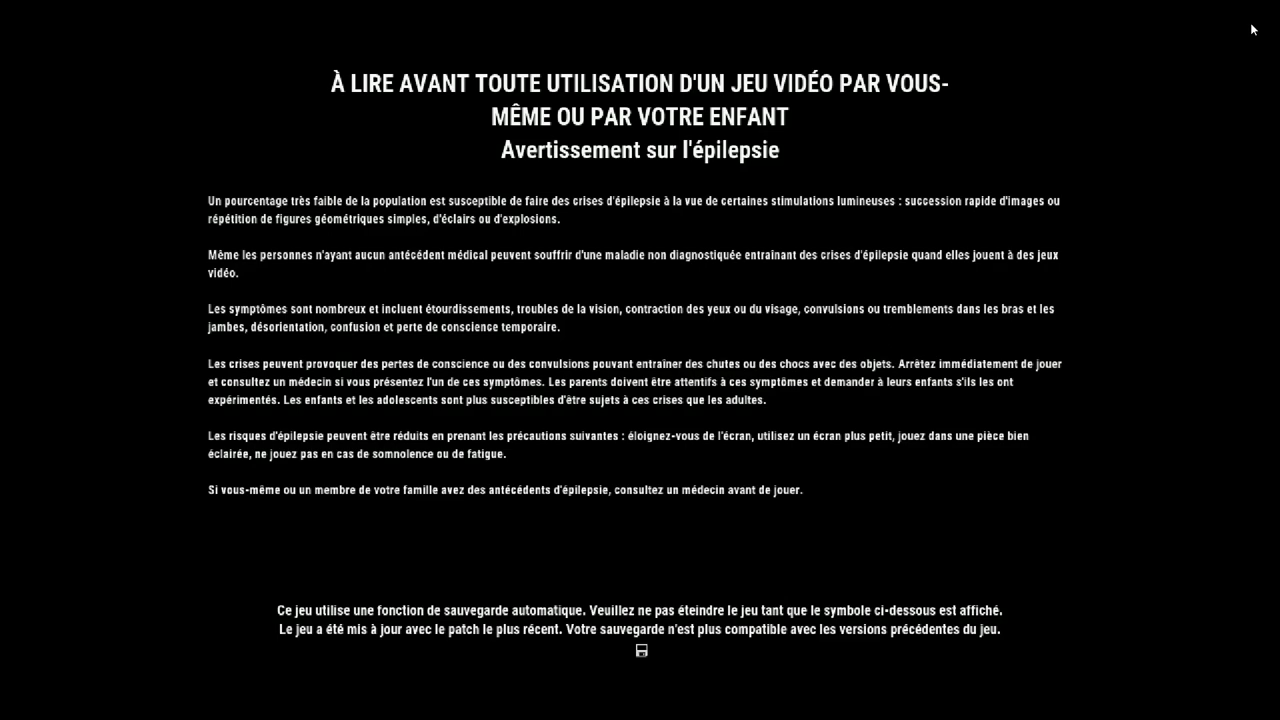 À LIRE AVANT TOUTE UTILISATION D'UN JEU VIDÉO PAR VOUS-
MÊME OU PAR VOTRE ENFANT
Avertissement sur l'épilepsie
Un pourcentage très faible de la population est susceptible de faire des crises d'épilepsie à la vue de certaines stimulations lumineuses : succession rapide d'images ou
répétition de figures géométriques simples, d'éclairs ou d'explosions.
Même les personnes n'ayant aucun antécédent médical peuvent souffrir d'une maladie non diagnostiquée entraînant des crises d'épilepsie quand elles jouent à des jeux
vidéo.
Les symptômes sont nombreux et incluent étourdissements, troubles de la vision, contraction des yeux ou du visage, convulsions ou tremblements dans les bras et les
jambes, désorientation, confusion et perte de conscience temporaire.
Les crises peuvent provoquer des pertes de conscience ou des convulsions pouvant entraîner des chutes ou des chocs avec des objets. Arrêtez immédiatement de jouer
et consultez un médecin si vous présentez l'un de ces symptômes. Les parents doivent être attentifs à ces symptômes et demander à leurs enfants s'ils les ont
expérimentés. Les enfants et les adolescents sont plus susceptibles d'être sujets à ces crises que les adultes.
Les risques d'épilepsie peuvent être réduits en prenant les précautions suivantes : éloignez-vous de l'écran, utilisez un écran plus petit, jouez dans une pièce bien
éclairée, ne jouez pas en cas de somnolence ou de fatigue.
Si vous-même ou un membre de votre famille avez des antécédents d'épilepsie, consultez un médecin avant de jouer.
Ce jeu utilise une fonction de sauvegarde automatique. Veuillez ne pas éteindre le jeu tant que le symbole ci-dessous est affiché.
Le jeu a été mis à jour avec le patch le plus récent. Votre sauvegarde n'est plus compatible avec les versions précédentes du jeu.